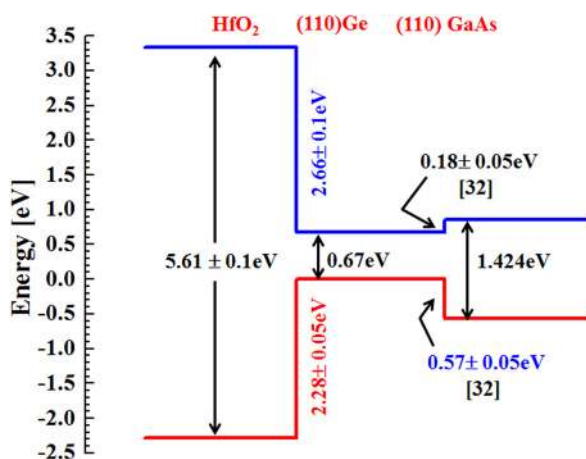 HfO₂ (110)Ge (110) GaAs
Energy [eV]
3.5
3.0
2.5
2.0
1.5
1.0
0.5
0.0
-0.5
-1.0
-1.5
-2.0
-2.5
5.61 ± 0.1eV
2.66± 0.1eV
0.67eV
2.28± 0.05eV
0.18± 0.05eV
[32]
1.424eV
0.57± 0.05eV
[32]